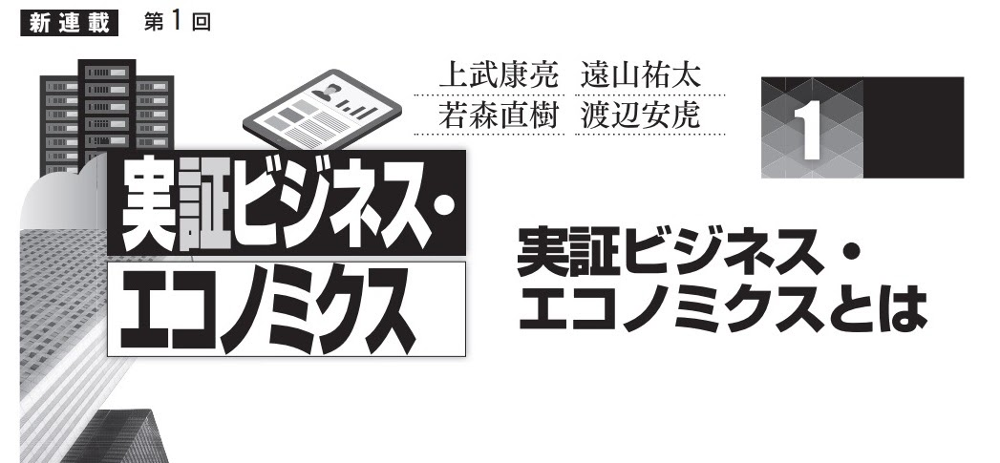 新連載 第1回
上武康亮 遠山祐太
若森直樹 渡辺安虎
1
実証ビジネス・
エコノミクス
実証ビジネス・
エコノミクスとは